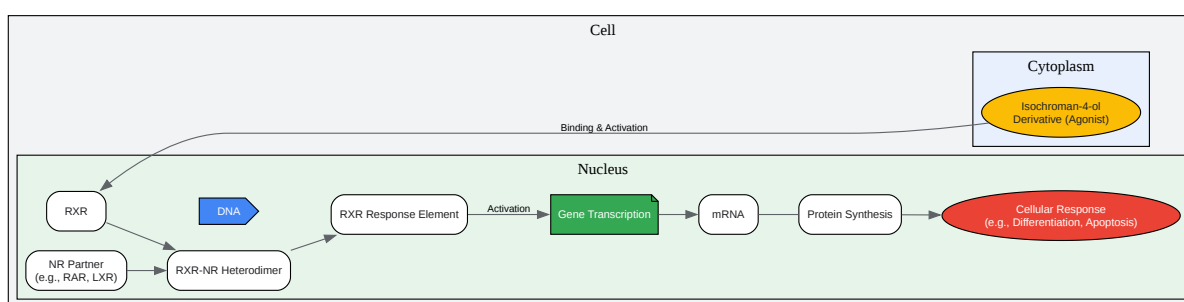 Cell
Cytoplasm
Isochroman-4-ol
Derivative (Agonist)
Binding & Activation
Nucleus
RXR
DNA
RXR Response Element
Activation
Gene Transcription
mRNA
Protein Synthesis
Cellular Response
(e.g., Differentiation, Apoptosis)
NR Partner
(e.g., RAR, LXR)
RXR-NR Heterodimer